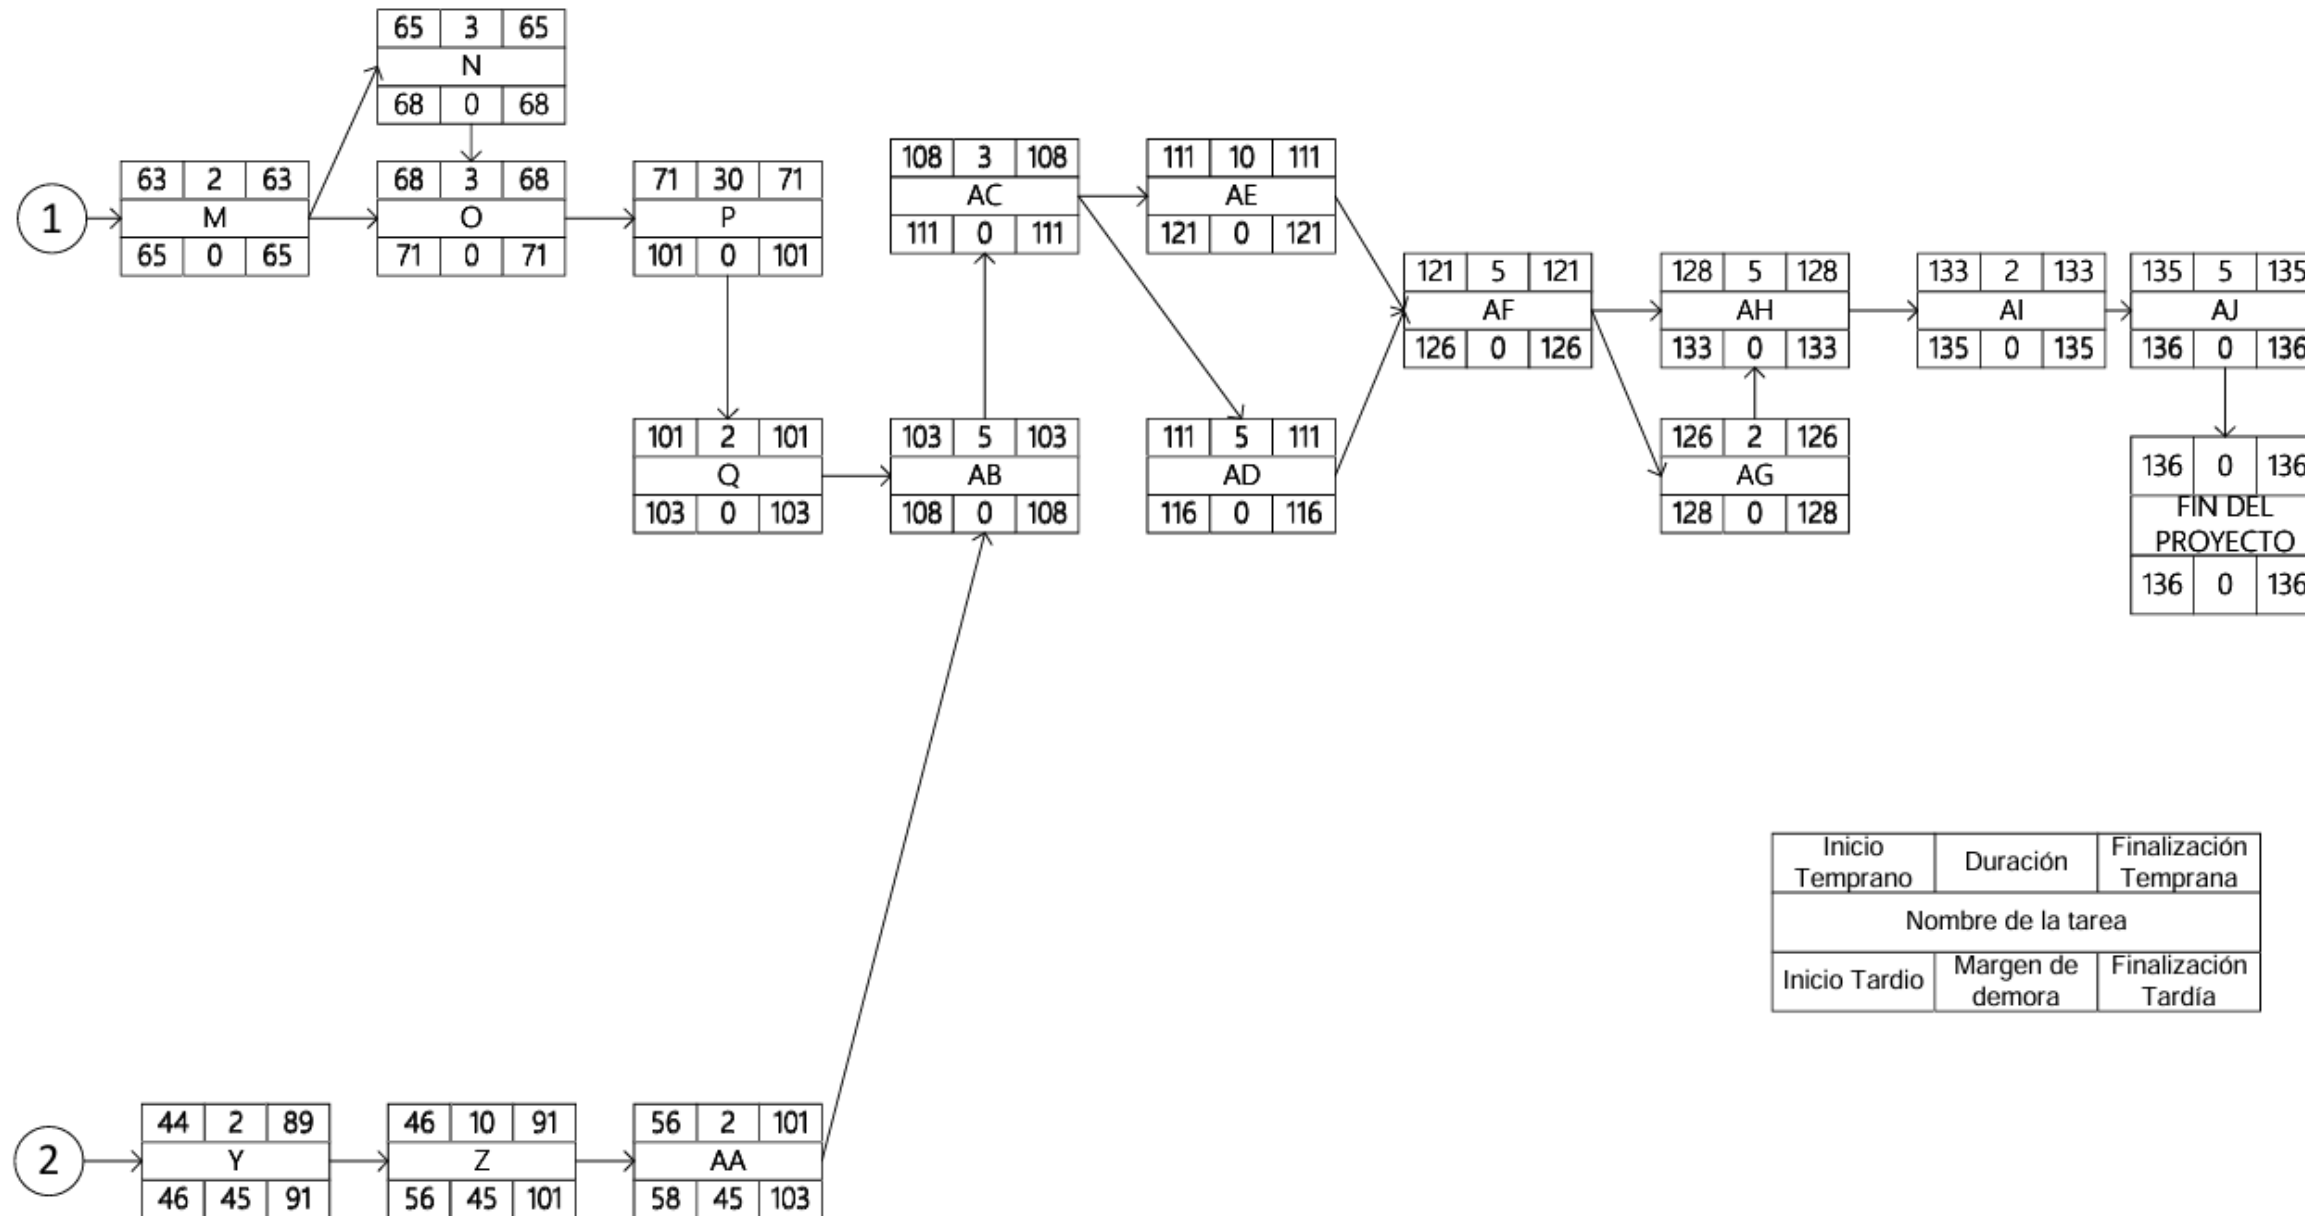 65 3 65
N
68 0 68
1
63 2 63
M
65 0 65
68 3 68
O
71 0 71
71 30 71
P
101 0 101
101 2 101
Q
103 0 103
103 5 103
AB
108 0 108
108 3 108
AC
111 0 111
111 10 111
AE
121 0 121
111 5 111
AD
116 0 116
121 5 121
AF
126 0 126
128 5 128
AH
133 0 133
126 2 126
AG
128 0 128
133 2 133
AI
135 0 135
135 5 135
AJ
136 0 136
136 0 136
FIN DEL
PROYECTO
136 0 136
Inicio
Temprano
Duración
Finalización
Temprana
Nombre de la tarea
Inicio Tardio
Margen de
demora
Finalización
Tardía
2
44 2 89
Y
46 45 91
46 10 91
Z
56 45 101
56 2 101
AA
58 45 103